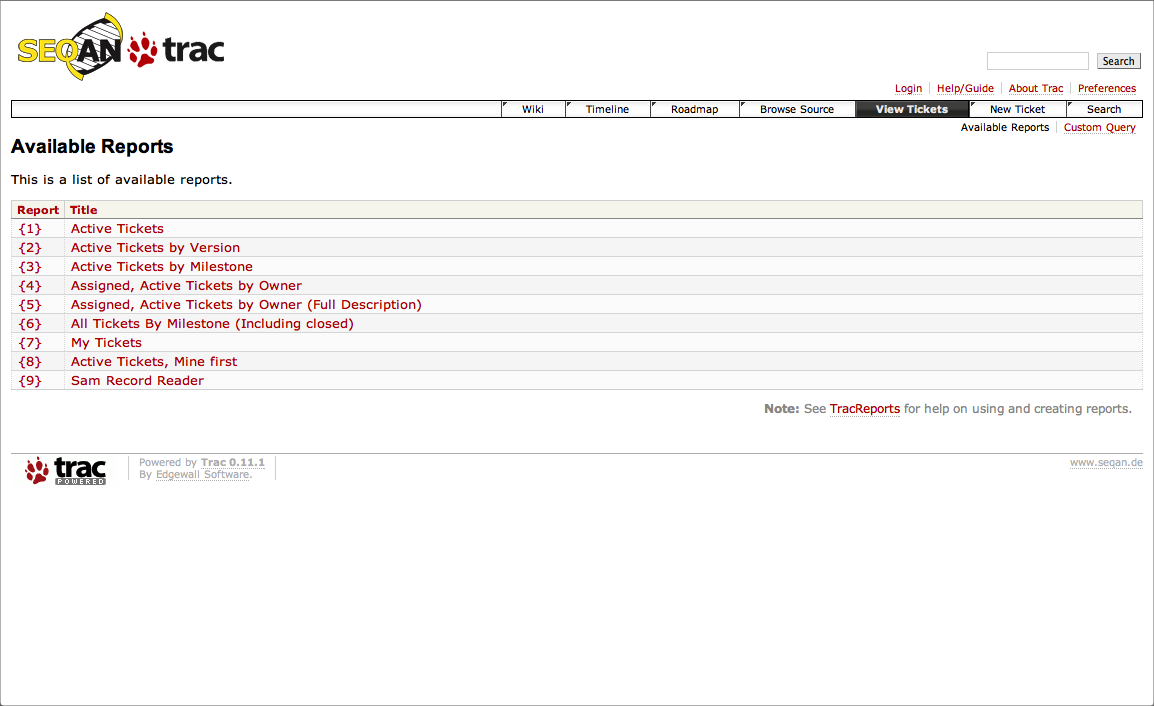 SEQAN trac
Search
Login Help/Guide About Trac Preferences
Wiki Timeline Roadmap Browse Source View Tickets New Ticket Search
Available Reports Custom Query
Available Reports
This is a list of available reports.
Report Title
{1} Active Tickets
{2} Active Tickets by Version
{3} Active Tickets by Milestone
{4} Assigned, Active Tickets by Owner
{5} Assigned, Active Tickets by Owner (Full Description)
{6} All Tickets By Milestone (Including closed)
{7} My Tickets
{8} Active Tickets, Mine first
{9} Sam Record Reader
Note: See TracReports for help on using and creating reports.
trac
POWERED
Powered by Trac 0.11.1
By Edgewall Software.
www.seqan.de